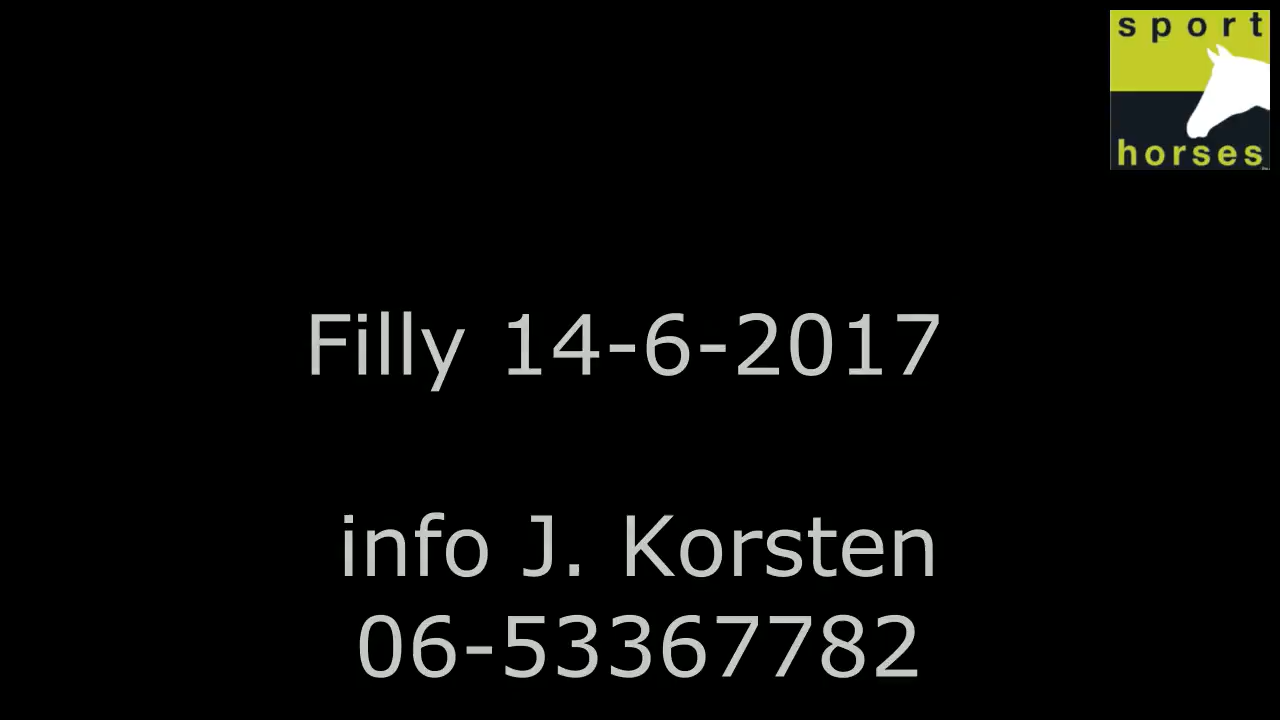 sport
horses
Filly 14-6-2017
info J. Korsten
06-53367782